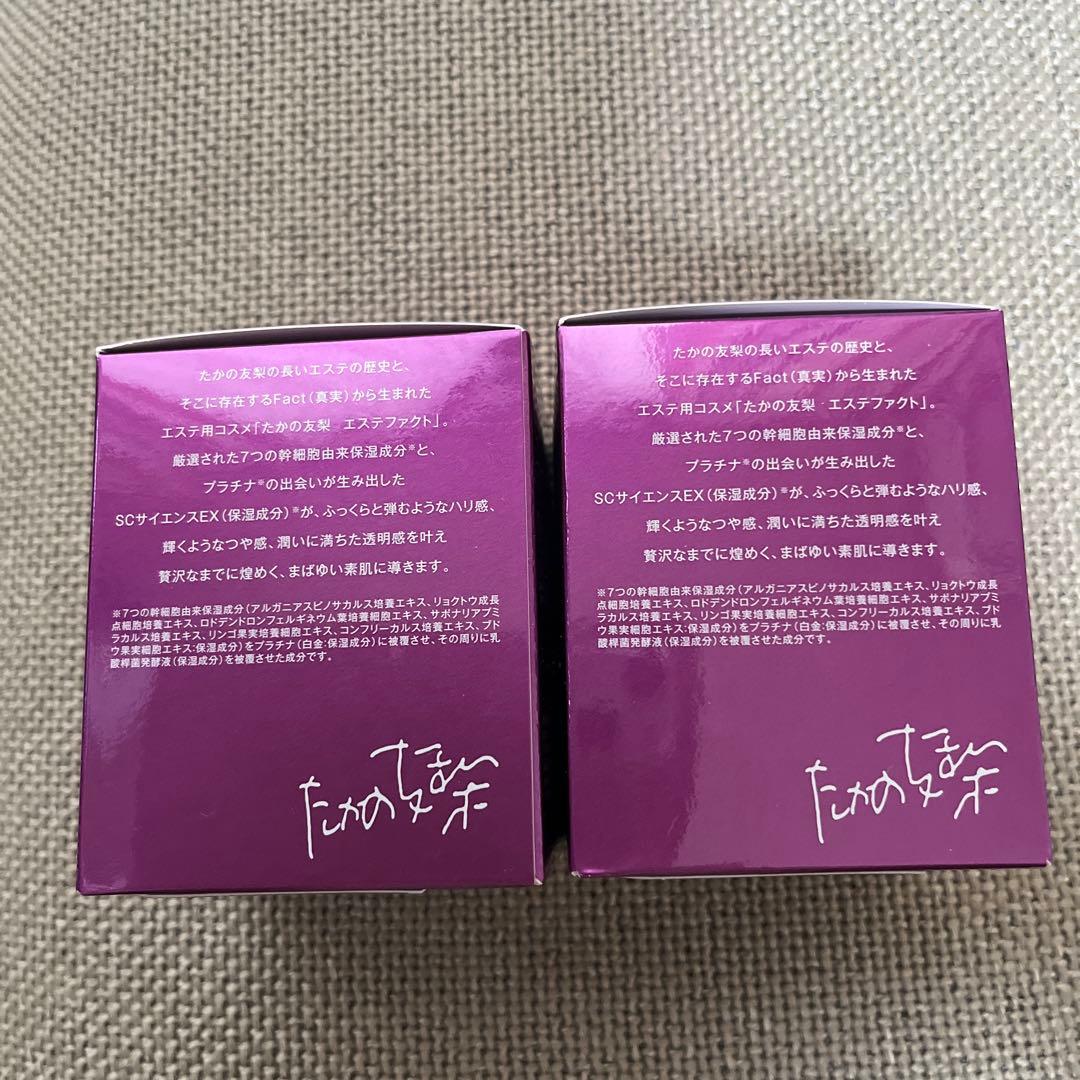 たかの友梨の長いエステの歴史と、
そこに存在するFact(真実)から生まれた
エステ用コスメ「たかの友梨 エステファクト」。
厳選された7つの幹細胞由来保湿成分※と、
プラチナ※の出会いが生み出した
SCサイエンスEX(保湿成分)※が、ふっくらと弾むようなハリ感、
輝くようなつや感、潤いに満ちた透明感を叶え
贅沢なまでに煌めく、まばゆい素肌に導きます。
※7つの幹細胞由来保湿成分(アルガニアスピノサカルス培養エキス、リョクトウ成長
点細胞培養エキス、ロドデンドロンフェルギネウム葉培養細胞エキス、サポナリアプミ
ラカルス培養エキス、リンゴ果実培養細胞エキス、コンフリーカルス培養エキス、ブド
ウ果実細胞エキス:保湿成分)をプラチナ(白金:保湿成分)に被覆させ、その周りに乳
酸桿菌発酵液(保湿成分)を被覆させた成分です。
たかの友梨
たかの友梨の長いエステの歴史と、
そこに存在するFact(真実)から生まれた
エステ用コスメ「たかの友梨・エステファクト」。
厳選された7つの幹細胞由来保湿成分※と、
プラチナ※の出会いが生み出した
SCサイエンスEX(保湿成分)※が、ふっくらと弾むようなハリ感、
輝くようなつや感、潤いに満ちた透明感を叶え
贅沢なまでに煌めく、まばゆい素肌に導きます。
※7つの幹細胞由来保湿成分(アルガニアスピノサカルス培養エキス、リョクトウ成長
点細胞培養エキス、ロドデンドロンフェルギネウム葉培養細胞エキス、サポナリアプミ
ラカルス培養エキス、リンゴ果実培養細胞エキス、コンフリーカルス培養エキス、ブド
ウ果実細胞エキス:保湿成分)をプラチナ(白金:保湿成分)に被覆させ、その周りに乳
酸桿菌発酵液(保湿成分)を被覆させた成分です。
たかの友梨